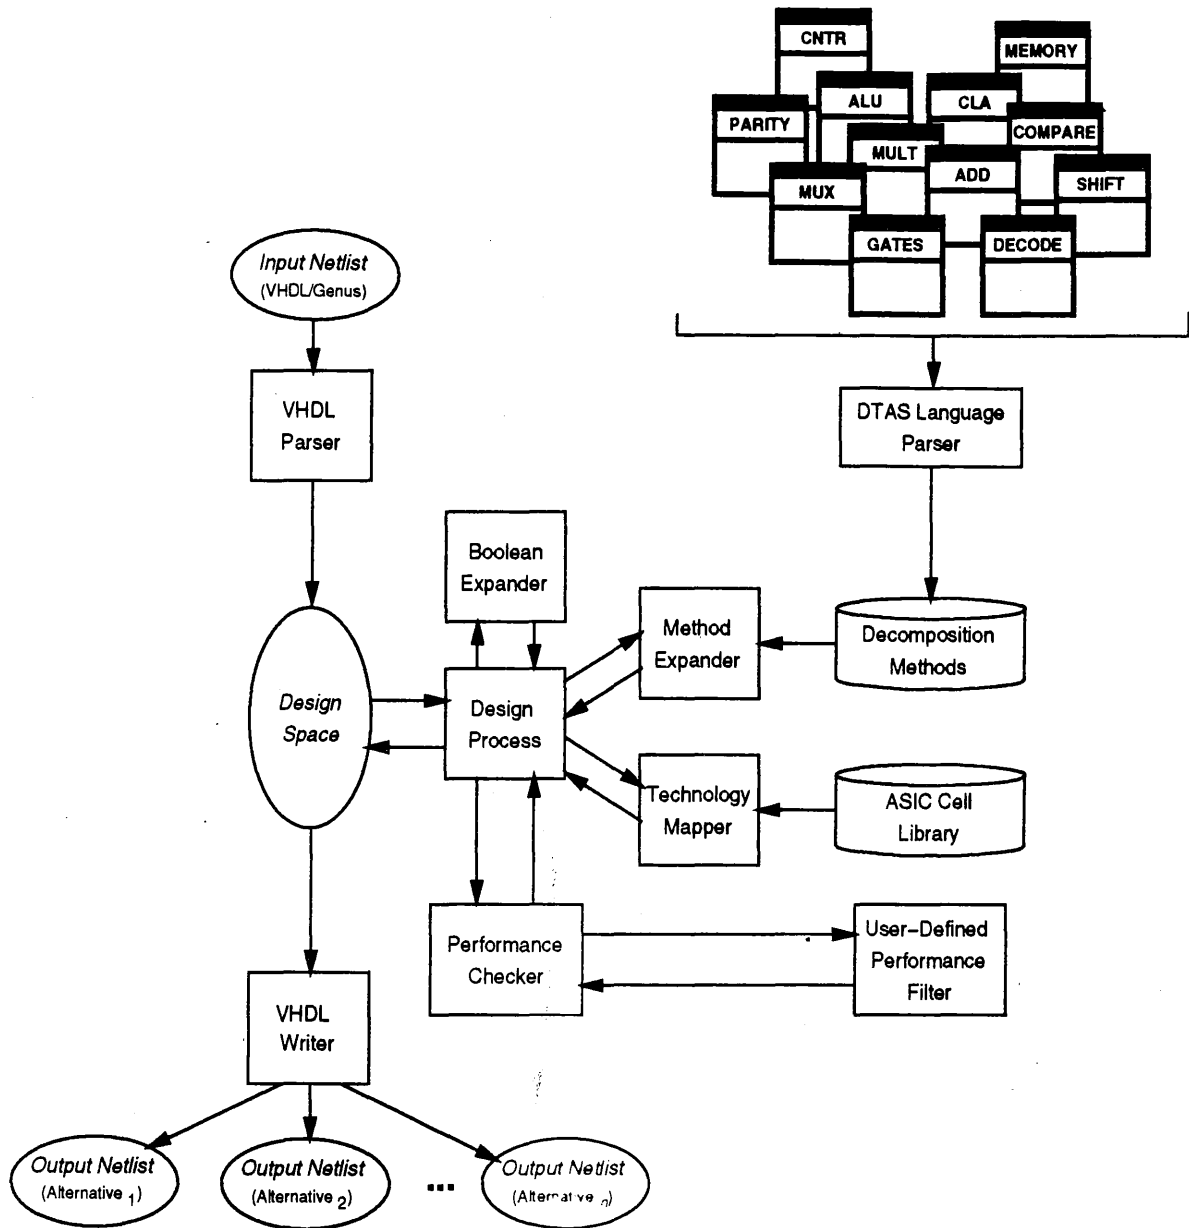 CNTR
MEMORY
ALU
CLA
PARITY
COMPARE
MULT
ADD
MUX
SHIFT
GATES
DECODE
Input Netlist
(VHDL/Genus)
VHDL
Parser
DTAS Language
Parser
Boolean
Expander
Method
Expander
Decomposition
Methods
Design
Space
Design
Process
Technology
Mapper
ASIC Cell
Library
Performance
Checker
User-Defined
Performance
Filter
VHDL
Writer
Output Netlist
(Alternative 1)
Output Netlist
(Alternative 2)
...
Output Netlist
(Alternative n)